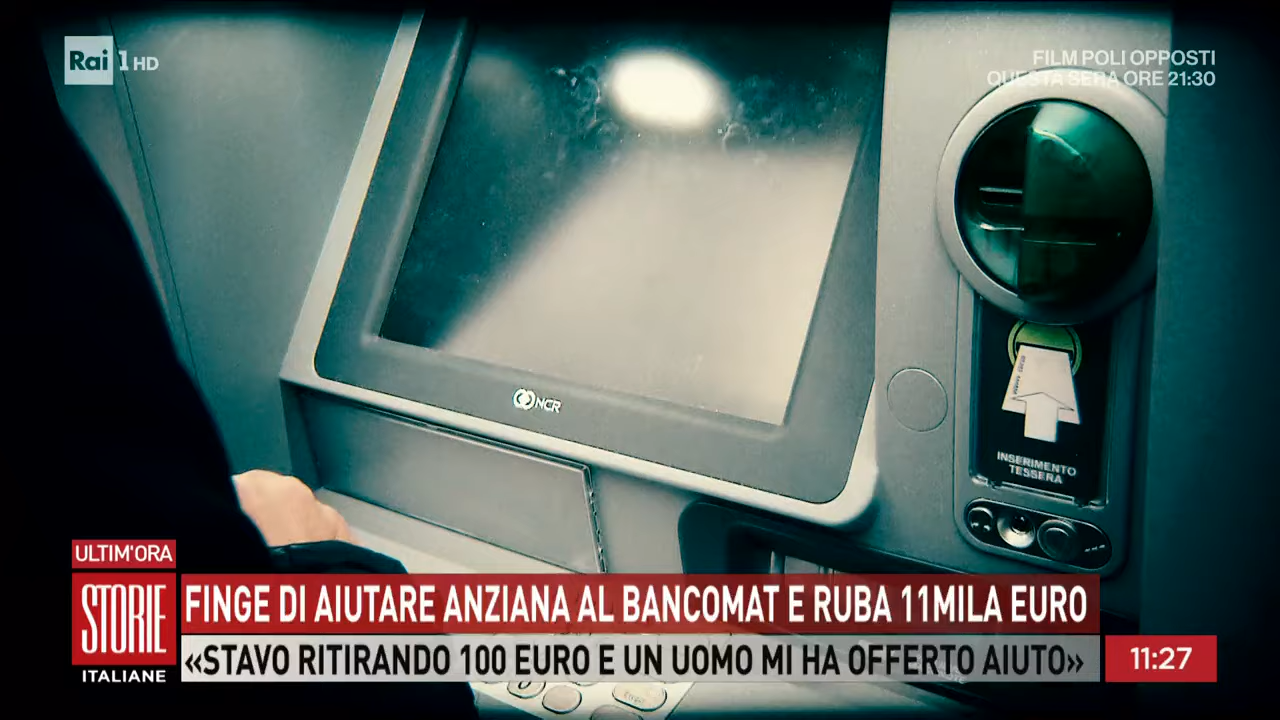 Rai 1 HD
FILM POLI OPPOSTI
QUESTA SERA ORE 21:30
NCR
INSERIMENTO
TESSERA
ULTIM'ORA
STORIE
ITALIANE
FINGE DI AIUTARE ANZIANA AL BANCOMAT E RUBA 11MILA EURO
«STAVO RITIRANDO 100 EURO E UN UOMO MI HA OFFERTO AIUTO»
11:27